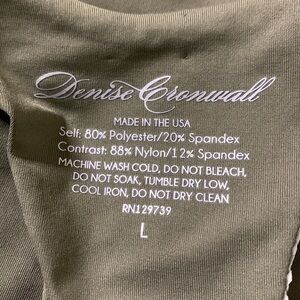 Denise Cronwall
MADE IN THE USA
Self: 80% Polyester/20% Spandex
Contrast: 88% Nylon/12% Spandex
MACHINE WASH COLD, DO NOT BLEACH,
DO NOT SOAK, TUMBLE DRY LOW,
COOL IRON, DO NOT DRY CLEAN
RN129739
L